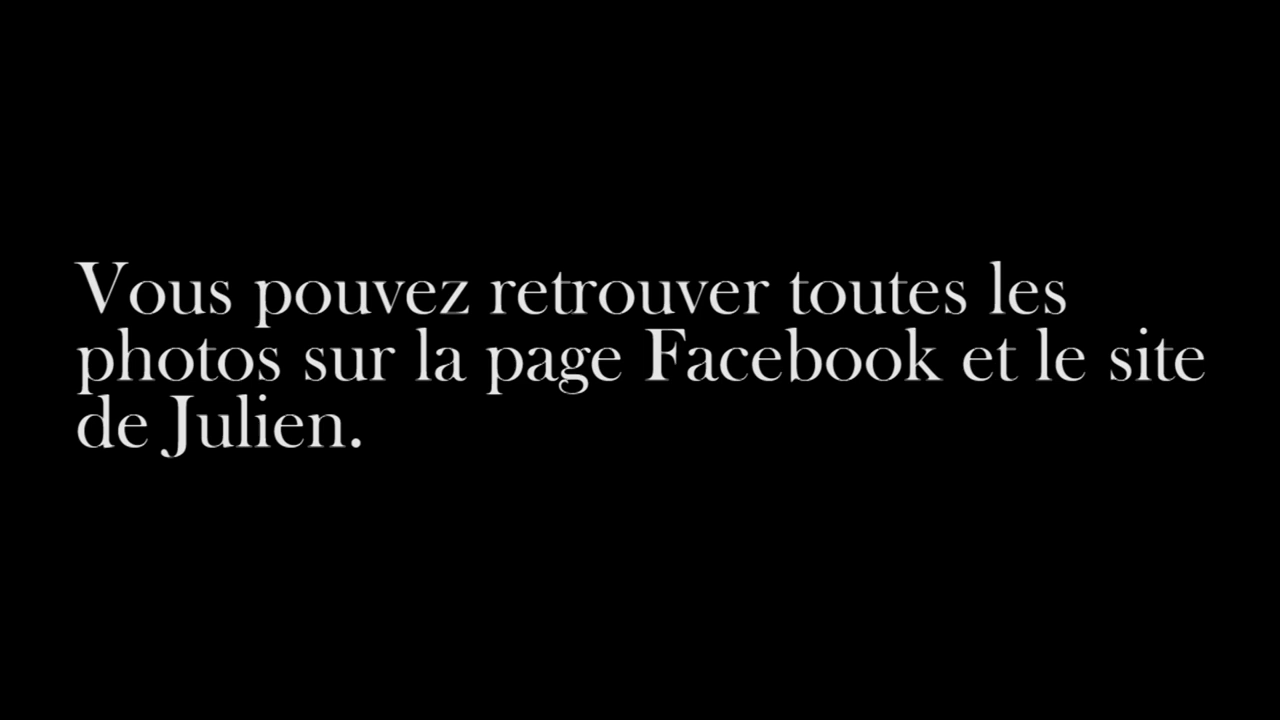 Vous pouvez retrouver toutes les
photos sur la page Facebook et le site
de Julien.